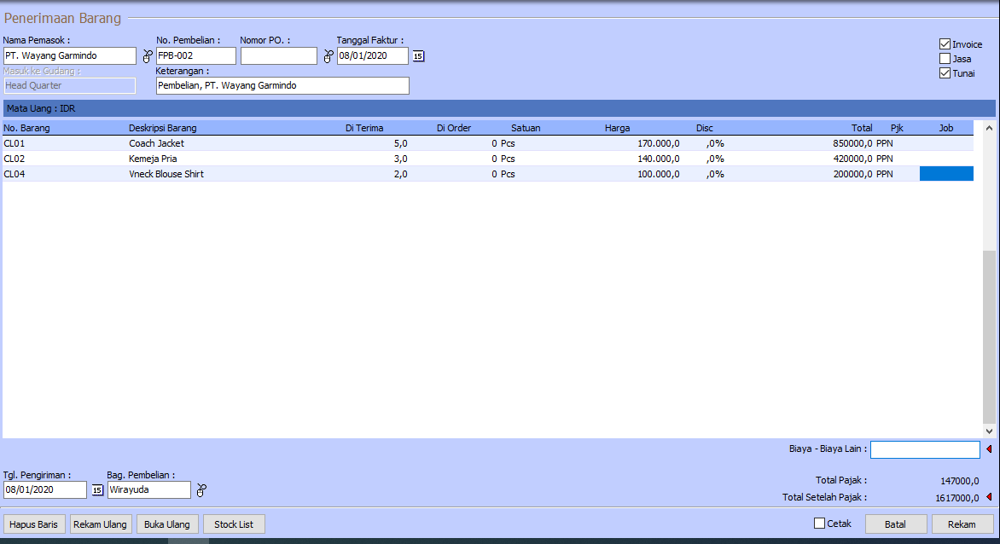 Penerimaan Barang
Nama Pemasok : No. Pembelian : Nomor PO. : Tanggal Faktur :
PT. Wayang Garmindo FPB-002 08/01/2020 15
Invoice
Jasa
Tunai
Masuk ke Gudang : Keterangan :
Head Quarter Pembelian, PT. Wayang Garmindo
Mata Uang : IDR
No. Barang Deskripsi Barang Di Terima Di Order Satuan Harga Disc Total Pjk Job
CL01 Coach Jacket 5,0 0 Pcs 170.000,0 ,0% 850000,0 PPN
CL02 Kemeja Pria 3,0 0 Pcs 140.000,0 ,0% 420000,0 PPN
CL04 Vneck Blouse Shirt 2,0 0 Pcs 100.000,0 ,0% 200000,0 PPN
Biaya - Biaya Lain :
Tgl. Pengiriman : Bag. Pembelian :
08/01/2020 15 Wirayuda
Total Pajak : 147000,0
Total Setelah Pajak : 1617000,0
Hapus Baris Rekam Ulang Buka Ulang Stock List Cetak Batal Rekam